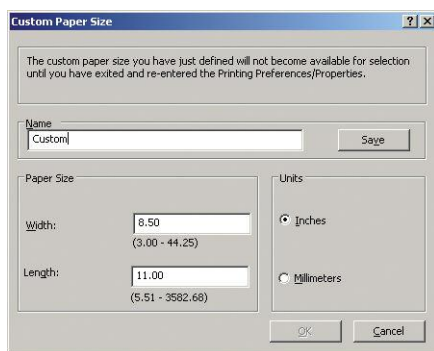 Custom Paper Size
The custom paper size you have just defined will not become available for selection
until you have exited and re-entered the Printing Preferences/Properties.
Name
Custom
Save
Paper Size
Width:
8.50
(3.00 - 44.25)
Length:
11.00
(5.51 - 3582.68)
Units
Inches
Millimeters
OK
Cancel